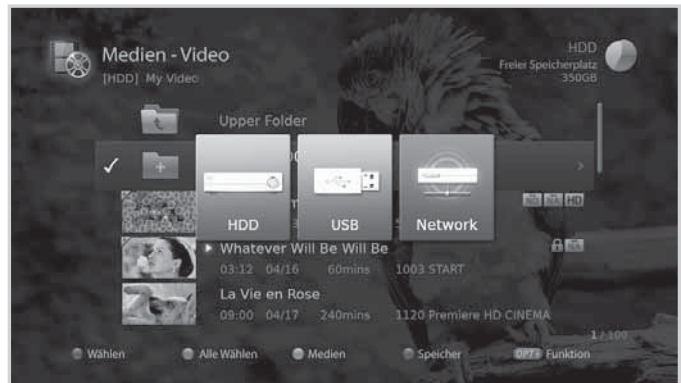 Medien - Video
[HDD] My Video
HDD
Freier Speicherplatz
350GB
Upper Folder
HDD
USB
Network
HD
Whatever Will Be Will Be
03:12 04/16 60mins 1003 START
La Vie en Rose
09:00 04/17 240mins 1120 Premiere HD CINEMA
1/100
Wählen
Alle Wählen
Medien
Speicher
OPT+ Funktion